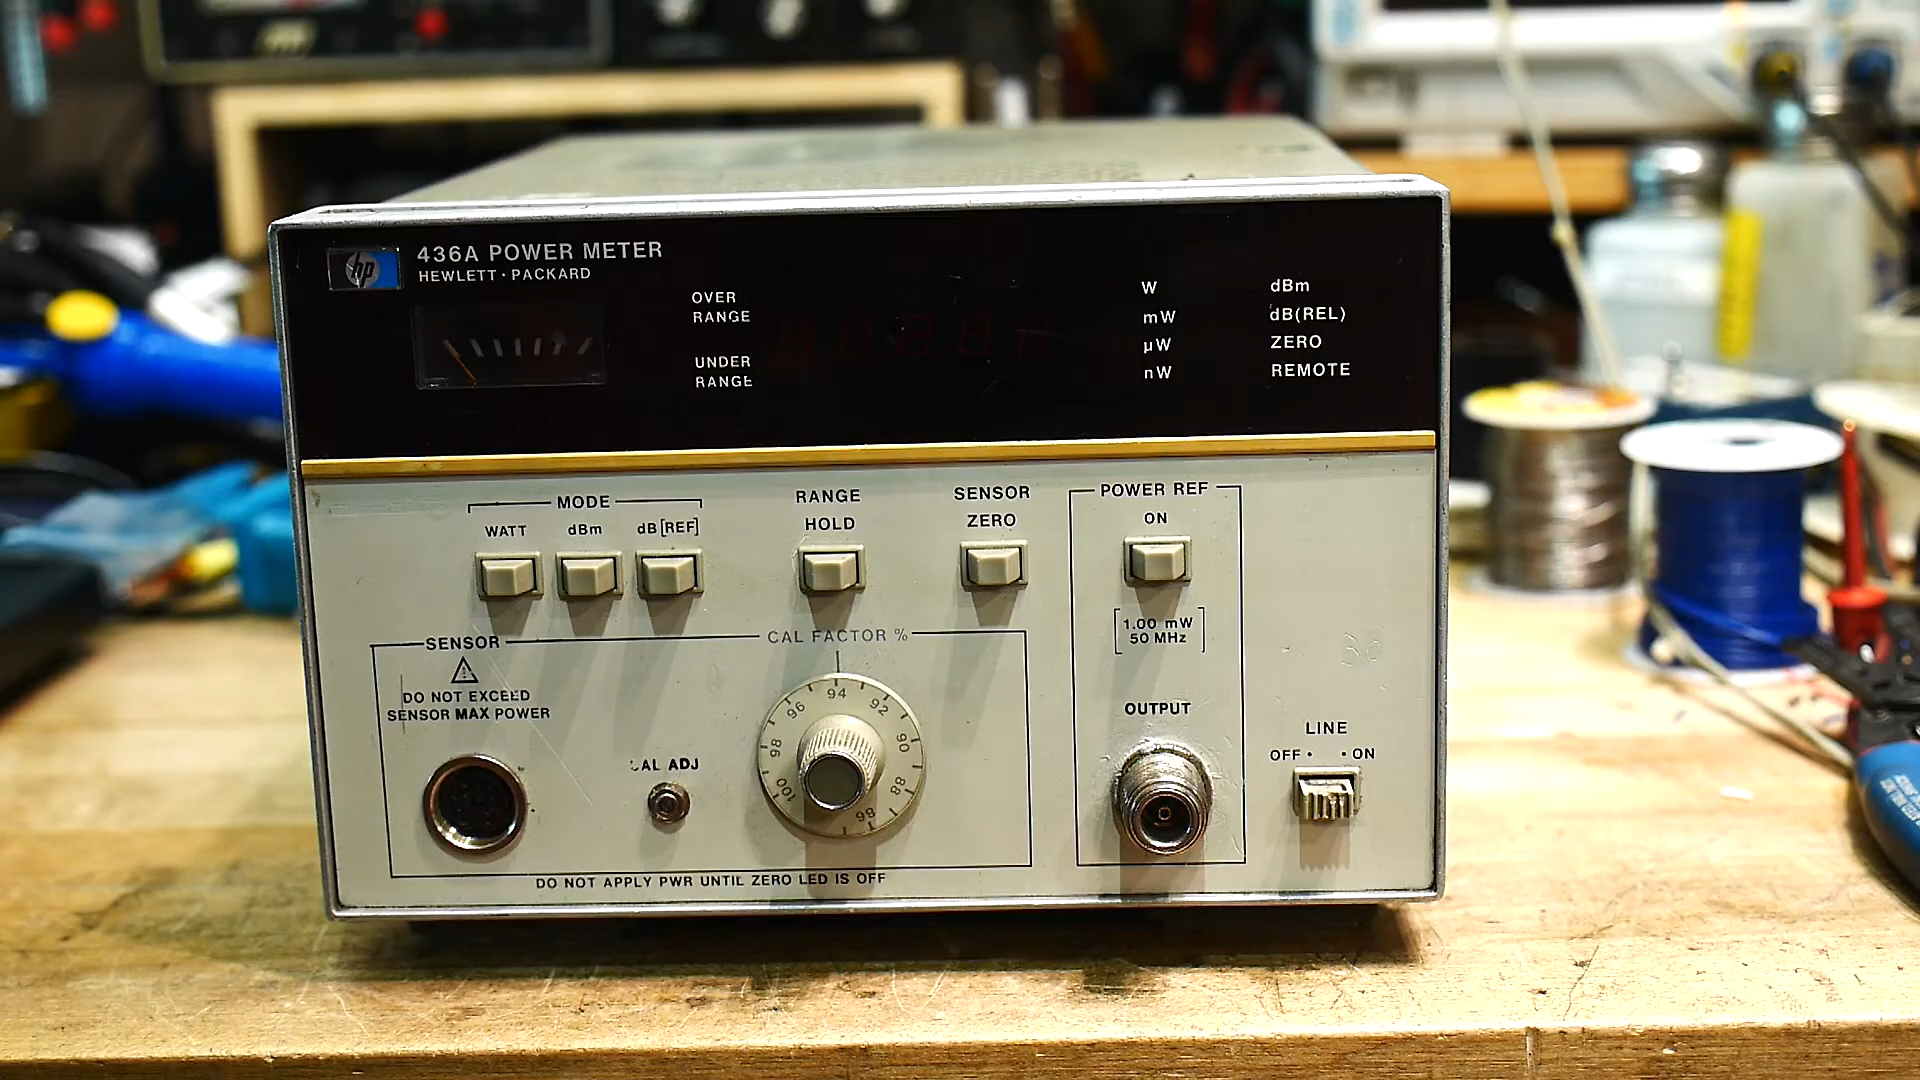 hp
436A POWER METER
HEWLETT · PACKARD
OVER
RANGE
UNDER
RANGE
W
mW
µW
nW
dBm
dB(REL)
ZERO
REMOTE
MODE
WATT
dBm
dB[REF]
RANGE
HOLD
SENSOR
ZERO
POWER REF
ON
[1.00 mW
50 MHz]
OUTPUT
SENSOR
DO NOT EXCEED
SENSOR MAX POWER
CAL ADJ
CAL FACTOR %
100 98 96 94 92 90 88 86
LINE
OFF · · ON
DO NOT APPLY PWR UNTIL ZERO LED IS OFF